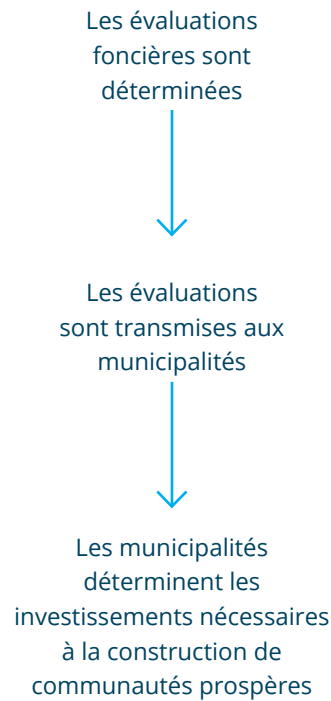 Les évaluations
foncières sont
déterminées
Les évaluations
sont transmises aux
municipalités
Les municipalités
déterminent les
investissements nécessaires
à la construction de
communautés prospères